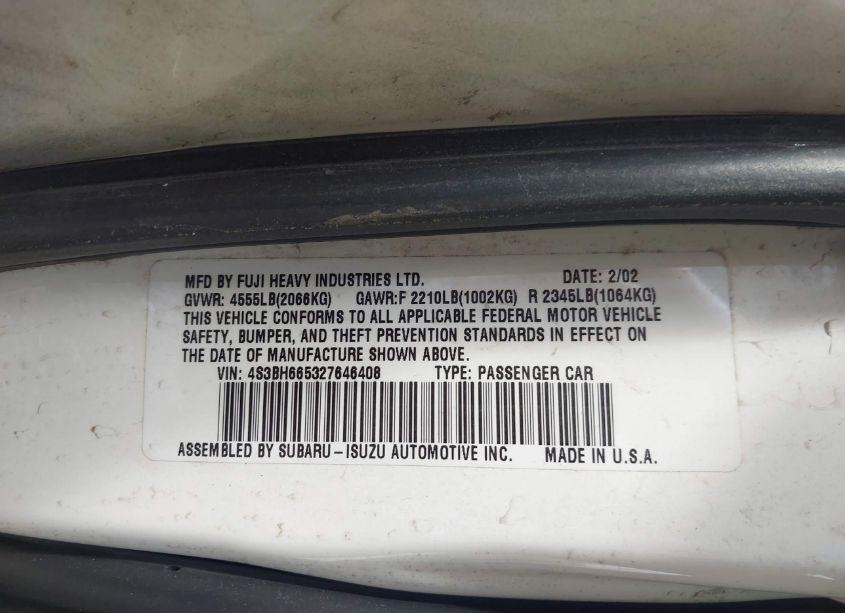 MFD BY FUJI HEAVY INDUSTRIES LTD. DATE: 2/02
GVWR: 4555LB(2066KG) GAWR:F 2210LB(1002KG) R 2345LB(1064KG)
THIS VEHICLE CONFORMS TO ALL APPLICABLE FEDERAL MOTOR VEHICLE
SAFETY, BUMPER, AND THEFT PREVENTION STANDARDS IN EFFECT ON
THE DATE OF MANUFACTURE SHOWN ABOVE.
VIN: 4S3BH665327646408 TYPE: PASSENGER CAR
ASSEMBLED BY SUBARU-ISUZU AUTOMOTIVE INC. MADE IN U.S.A.